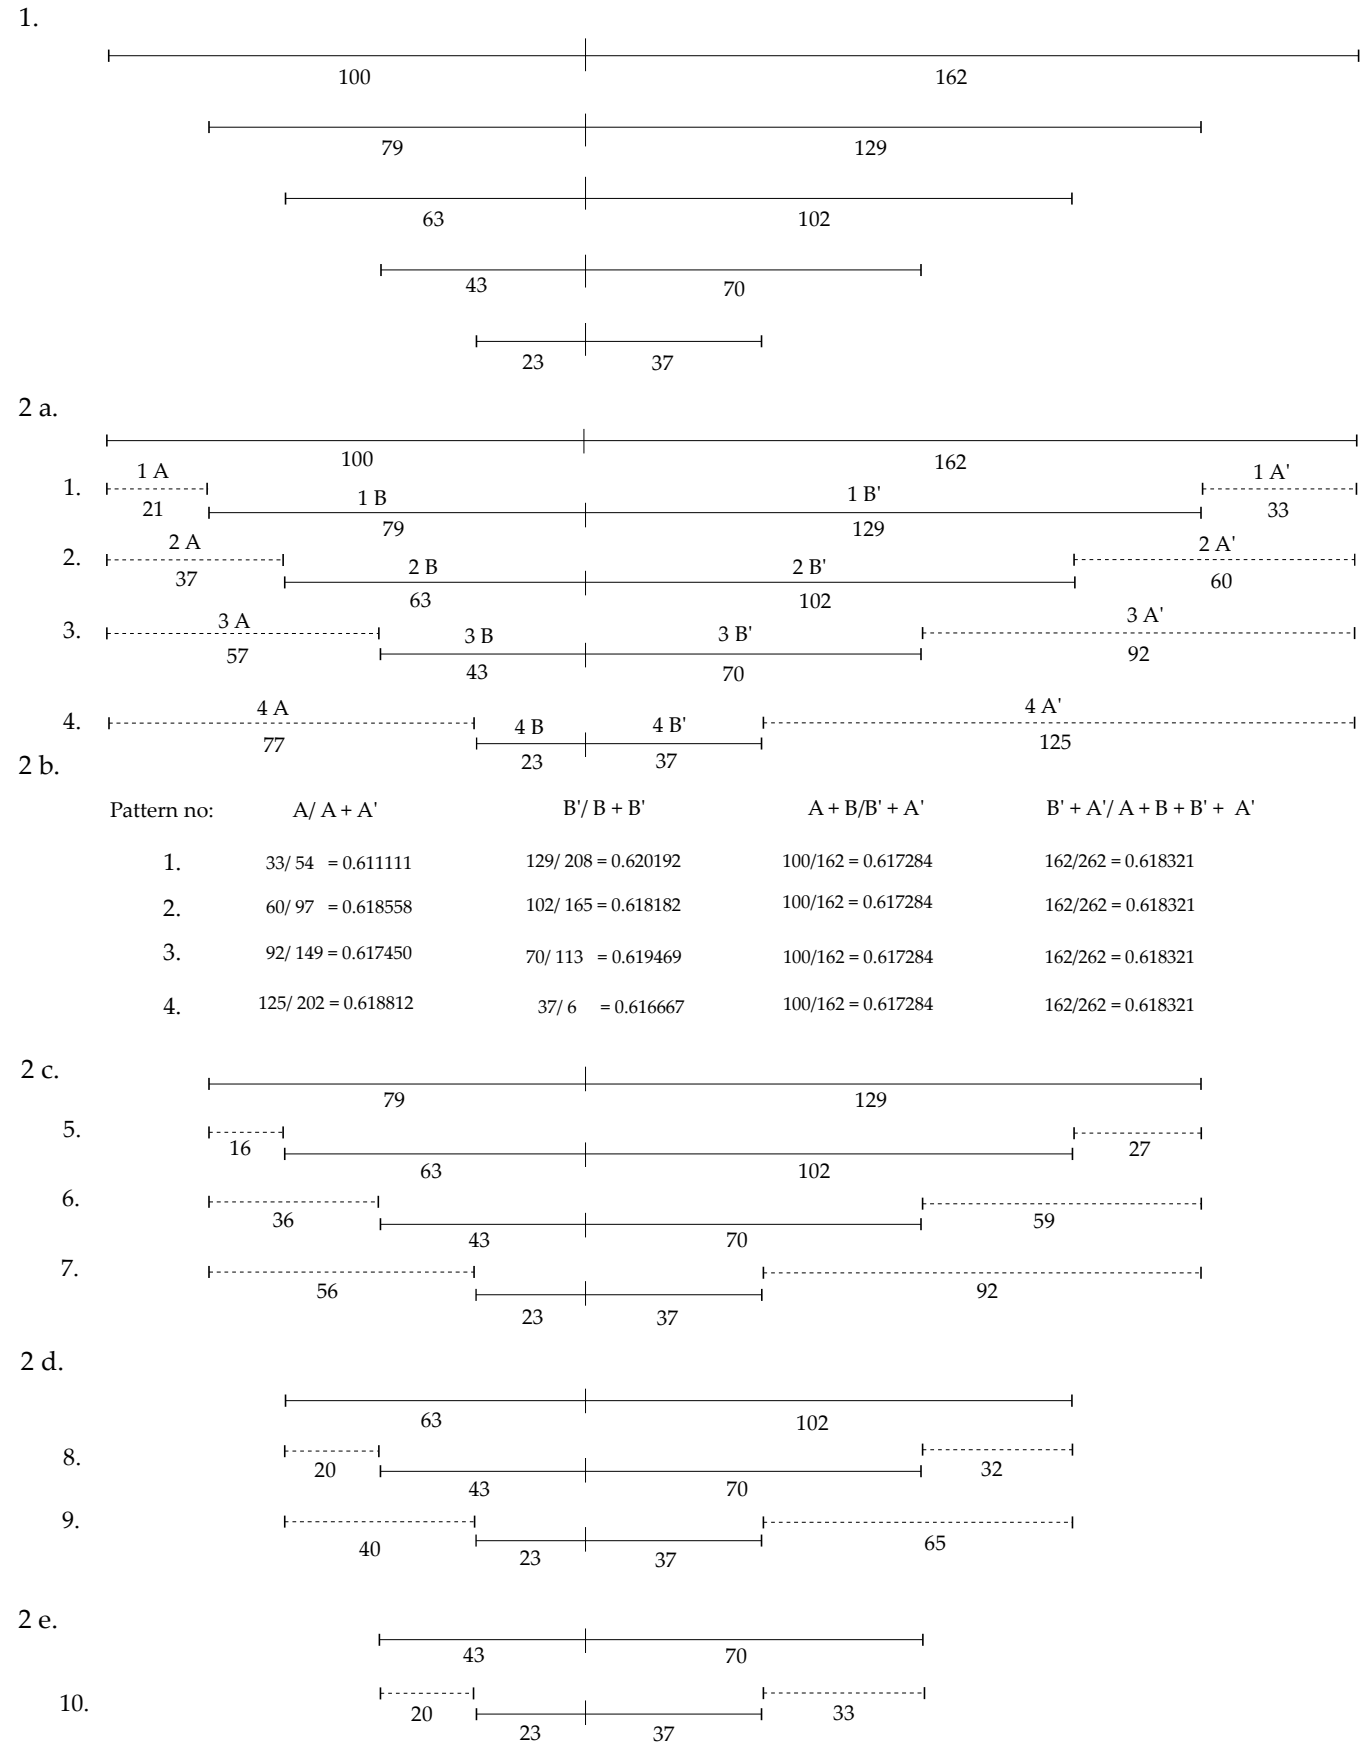 1.
100 162
79 129
63 102
43 70
23 37
2 a.
100 162
1 A 1 A'
1. 1 B 1 B'
21 33
79 129
2 A 2 A'
2. 2 B 2 B'
37 60
63 102
3 A 3 A'
3. 3 B 3 B'
57 92
43 70
4 A 4 A'
4. 4 B 4 B'
77 125
23 37
2 b.
Pattern no: A/ A + A' B'/ B + B' A + B/B' + A' B' + A'/ A + B + B' + A'
1. 33/ 54 = 0.611111 129/ 208 = 0.620192 100/162 = 0.617284 162/262 = 0.618321
2. 60/ 97 = 0.618558 102/ 165 = 0.618182 100/162 = 0.617284 162/262 = 0.618321
3. 92/ 149 = 0.617450 70/ 113 = 0.619469 100/162 = 0.617284 162/262 = 0.618321
4. 125/ 202 = 0.618812 37/ 6 = 0.616667 100/162 = 0.617284 162/262 = 0.618321
2 c.
79 129
5.
16 27
63 102
6.
36 59
43 70
7.
56 92
23 37
2 d.
63 102
8.
20 32
43 70
9.
40 65
23 37
2 e.
43 70
10.
20 33
23 37